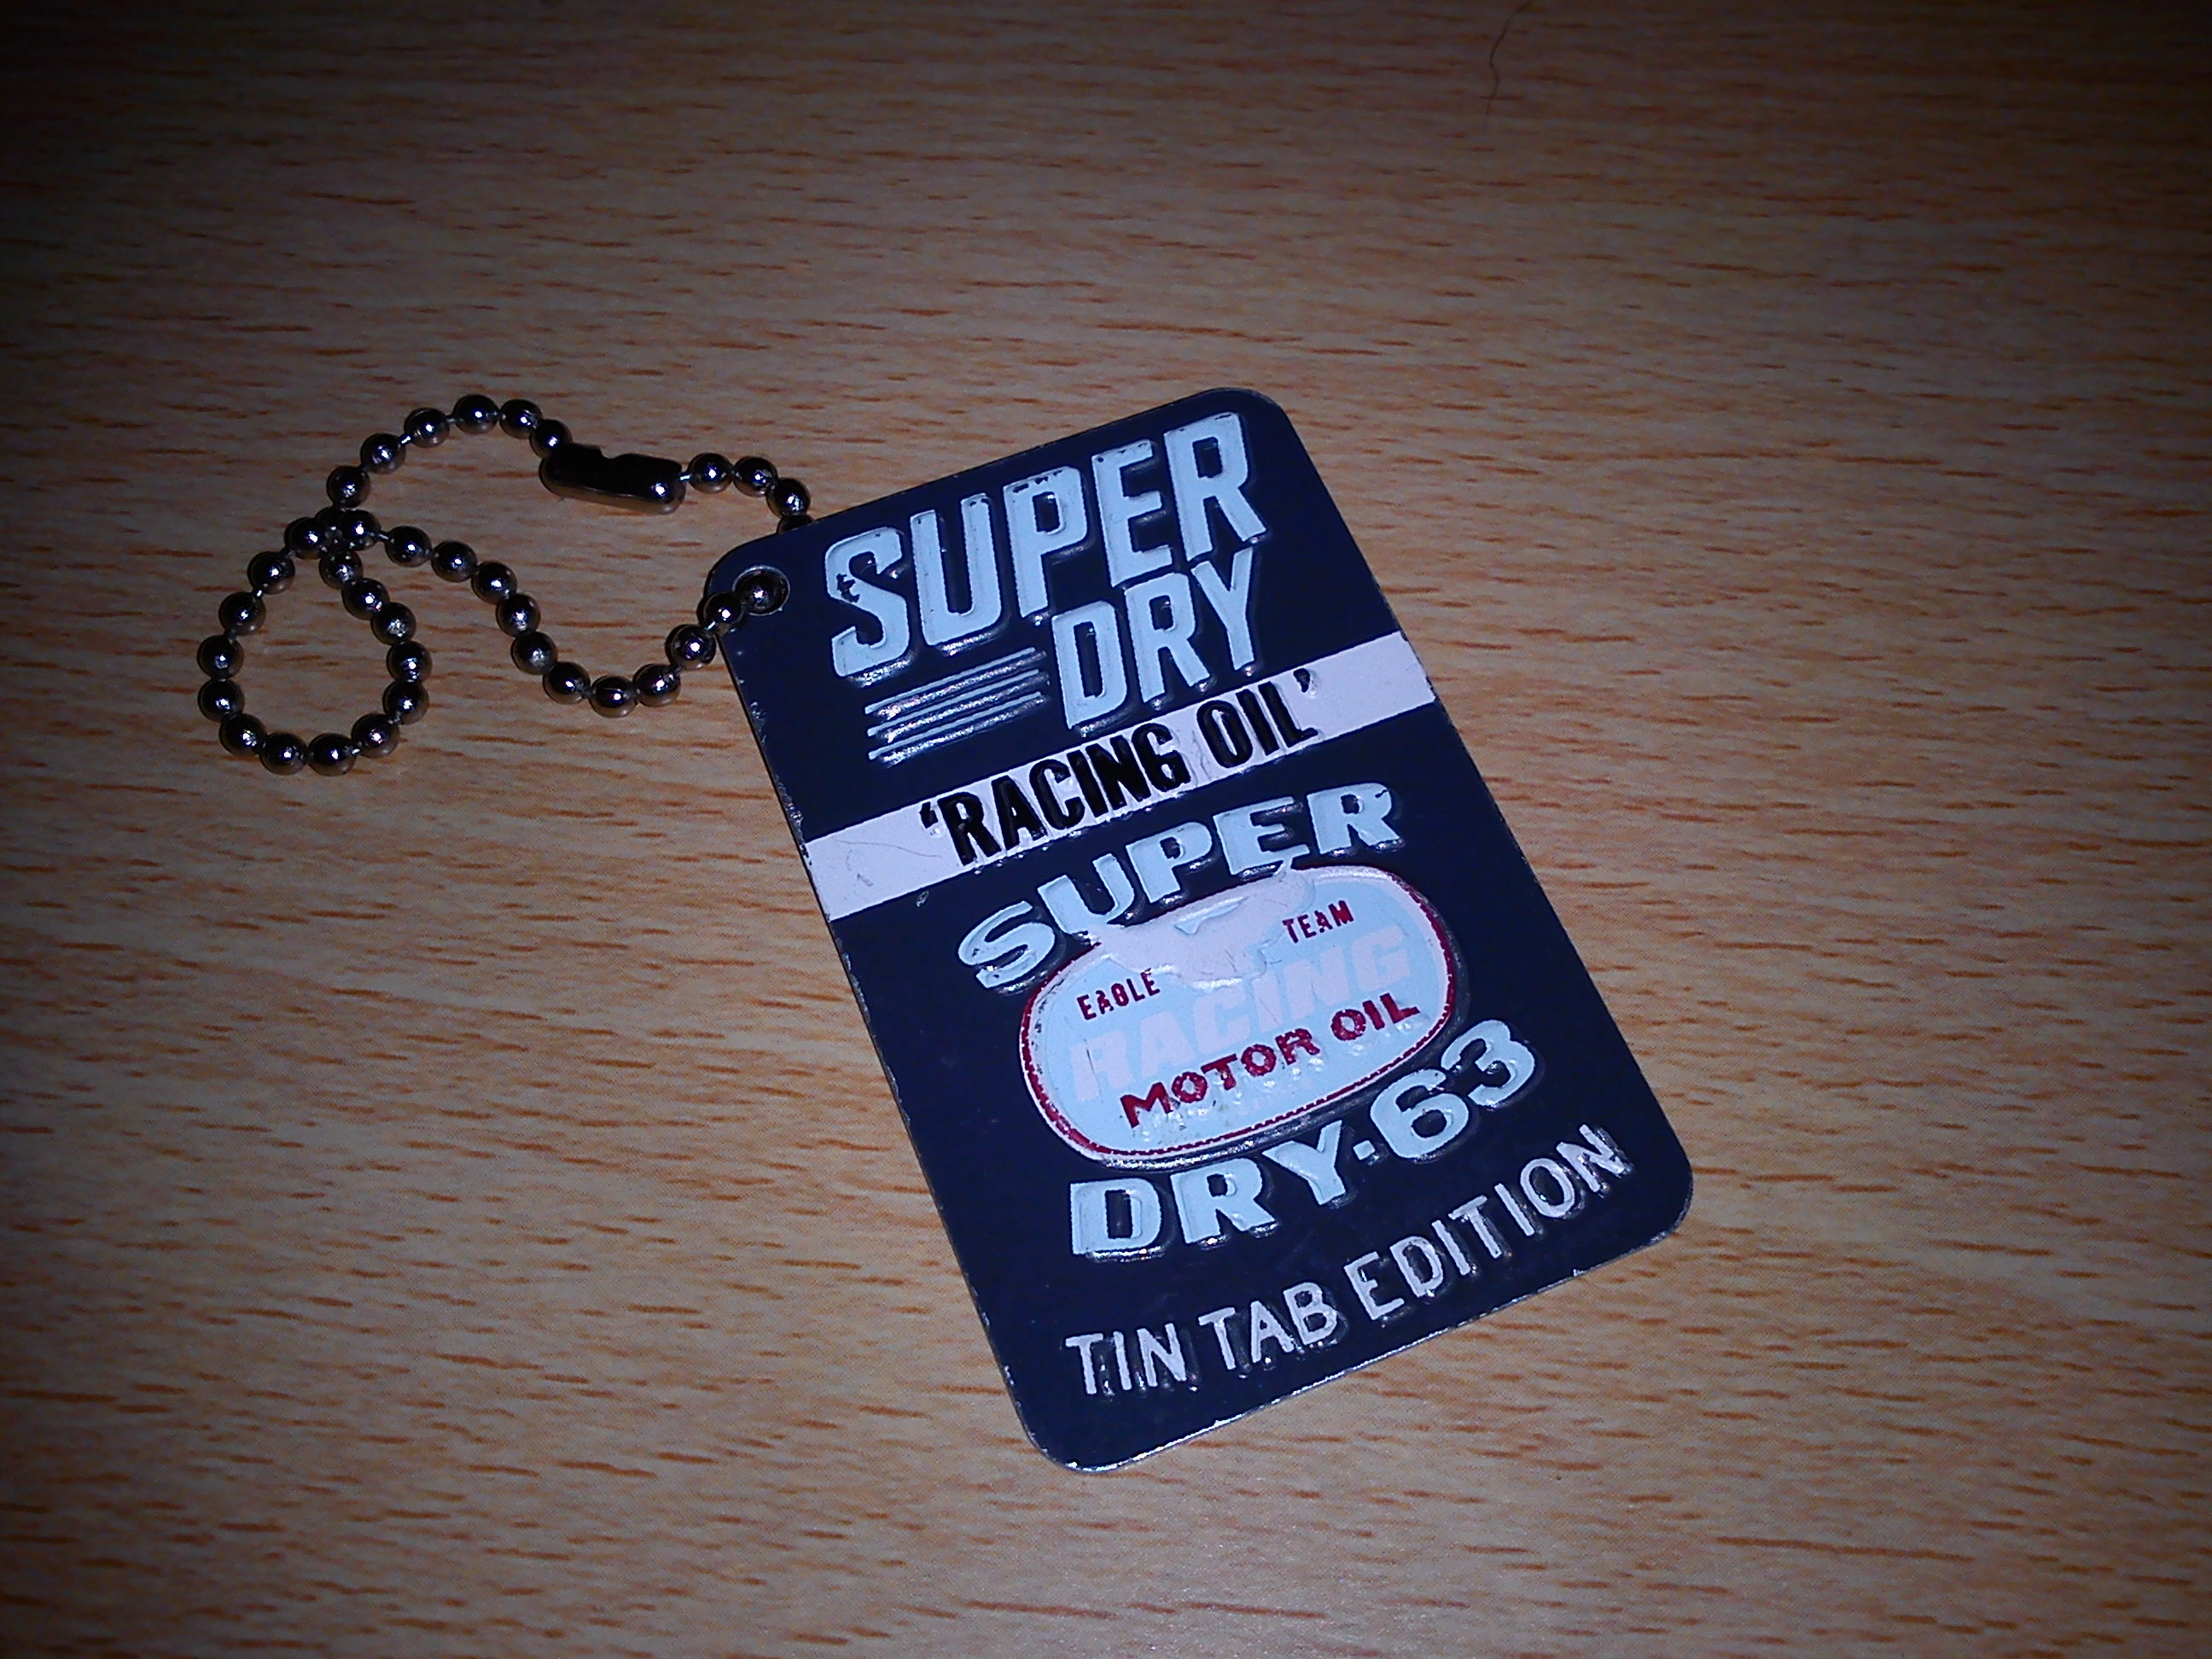 SUPER
DRY
'RACING OIL'
SUPER
EAGLE TEAM
RACING
MOTOR OIL
DRY·63
TIN TAB EDITION